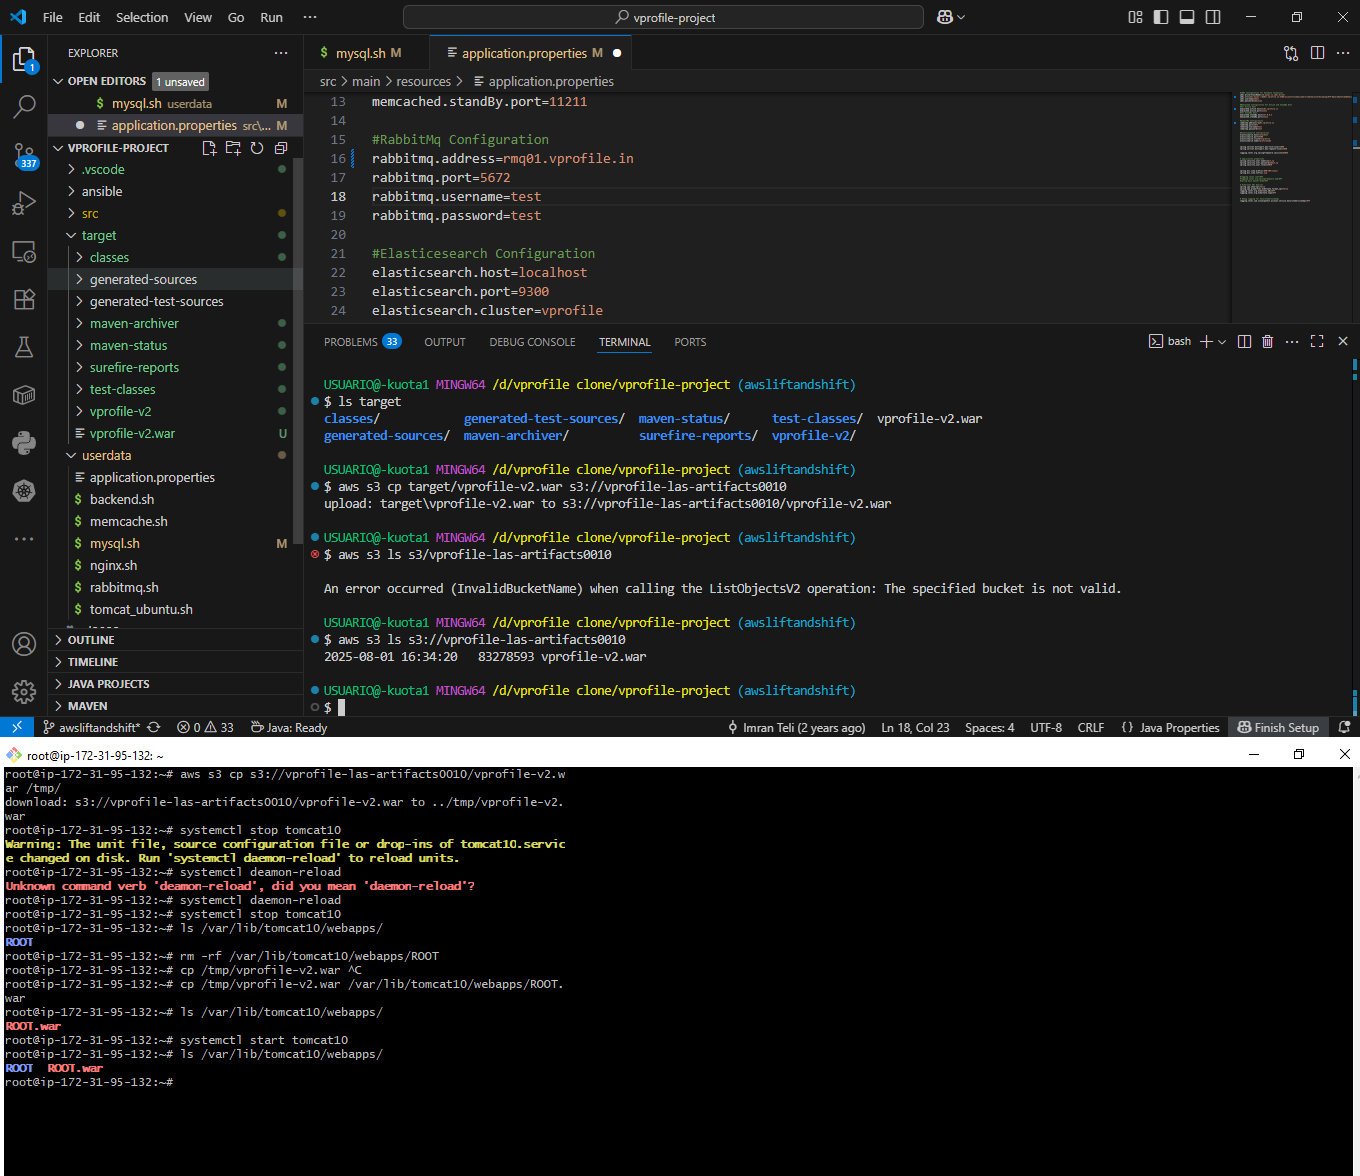 File Edit Selection View Go Run ··· vprofile-project
EXPLORER ···
OPEN EDITORS 1 unsaved
$ mysql.sh userdata M
application.properties src\... M
VPROFILE-PROJECT
.vscode
ansible
src
target
classes
generated-sources
generated-test-sources
maven-archiver
maven-status
surefire-reports
test-classes
vprofile-v2
vprofile-v2.war U
userdata
application.properties
$ backend.sh
$ memcache.sh
$ mysql.sh M
$ nginx.sh
$ rabbitmq.sh
$ tomcat_ubuntu.sh
OUTLINE
TIMELINE
JAVA PROJECTS
MAVEN
1
337
$ mysql.sh M application.properties M
src > main > resources > application.properties
13 memcached.standBy.port=11211
14
15 #RabbitMq Configuration
16 rabbitmq.address=rmq01.vprofile.in
17 rabbitmq.port=5672
18 rabbitmq.username=test
19 rabbitmq.password=test
20
21 #Elasticesearch Configuration
22 elasticsearch.host=localhost
23 elasticsearch.port=9300
24 elasticsearch.cluster=vprofile
PROBLEMS 33 OUTPUT DEBUG CONSOLE TERMINAL PORTS bash
USUARIO@-kuota1 MINGW64 /d/vprofile clone/vprofile-project (awsliftandshift)
$ ls target
classes/ generated-test-sources/ maven-status/ test-classes/ vprofile-v2.war
generated-sources/ maven-archiver/ surefire-reports/ vprofile-v2/
USUARIO@-kuota1 MINGW64 /d/vprofile clone/vprofile-project (awsliftandshift)
$ aws s3 cp target/vprofile-v2.war s3://vprofile-las-artifacts0010
upload: target\vprofile-v2.war to s3://vprofile-las-artifacts0010/vprofile-v2.war
USUARIO@-kuota1 MINGW64 /d/vprofile clone/vprofile-project (awsliftandshift)
$ aws s3 ls s3/vprofile-las-artifacts0010
An error occurred (InvalidBucketName) when calling the ListObjectsV2 operation: The specified bucket is not valid.
USUARIO@-kuota1 MINGW64 /d/vprofile clone/vprofile-project (awsliftandshift)
$ aws s3 ls s3://vprofile-las-artifacts0010
2025-08-01 16:34:20 83278593 vprofile-v2.war
USUARIO@-kuota1 MINGW64 /d/vprofile clone/vprofile-project (awsliftandshift)
$
awsliftandshift* 0 33 Java: Ready Imran Teli (2 years ago) Ln 18, Col 23 Spaces: 4 UTF-8 CRLF {} Java Properties Finish Setup
root@ip-172-31-95-132: ~
root@ip-172-31-95-132:~# aws s3 cp s3://vprofile-las-artifacts0010/vprofile-v2.w
ar /tmp/
download: s3://vprofile-las-artifacts0010/vprofile-v2.war to ../tmp/vprofile-v2.
war
root@ip-172-31-95-132:~# systemctl stop tomcat10
Warning: The unit file, source configuration file or drop-ins of tomcat10.servic
e changed on disk. Run 'systemctl daemon-reload' to reload units.
root@ip-172-31-95-132:~# systemctl deamon-reload
Unknown command verb 'deamon-reload', did you mean 'daemon-reload'?
root@ip-172-31-95-132:~# systemctl daemon-reload
root@ip-172-31-95-132:~# systemctl stop tomcat10
root@ip-172-31-95-132:~# ls /var/lib/tomcat10/webapps/
ROOT
root@ip-172-31-95-132:~# rm -rf /var/lib/tomcat10/webapps/ROOT
root@ip-172-31-95-132:~# cp /tmp/vprofile-v2.war ^C
root@ip-172-31-95-132:~# cp /tmp/vprofile-v2.war /var/lib/tomcat10/webapps/ROOT.
war
root@ip-172-31-95-132:~# ls /var/lib/tomcat10/webapps/
ROOT.war
root@ip-172-31-95-132:~# systemctl start tomcat10
root@ip-172-31-95-132:~# ls /var/lib/tomcat10/webapps/
ROOT ROOT.war
root@ip-172-31-95-132:~#